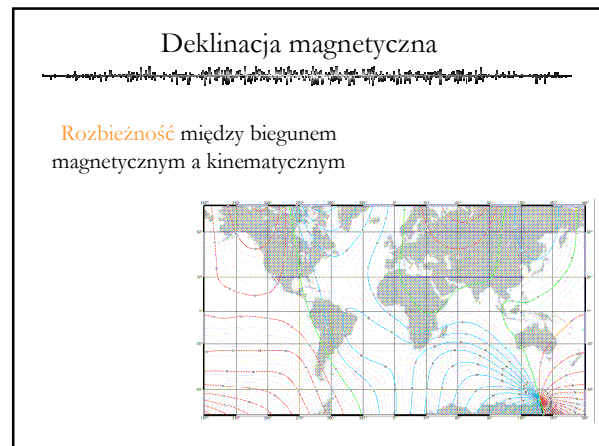 Deklinacja magnetyczna
Rozbieżność między biegunem
magnetycznym a kinematycznym